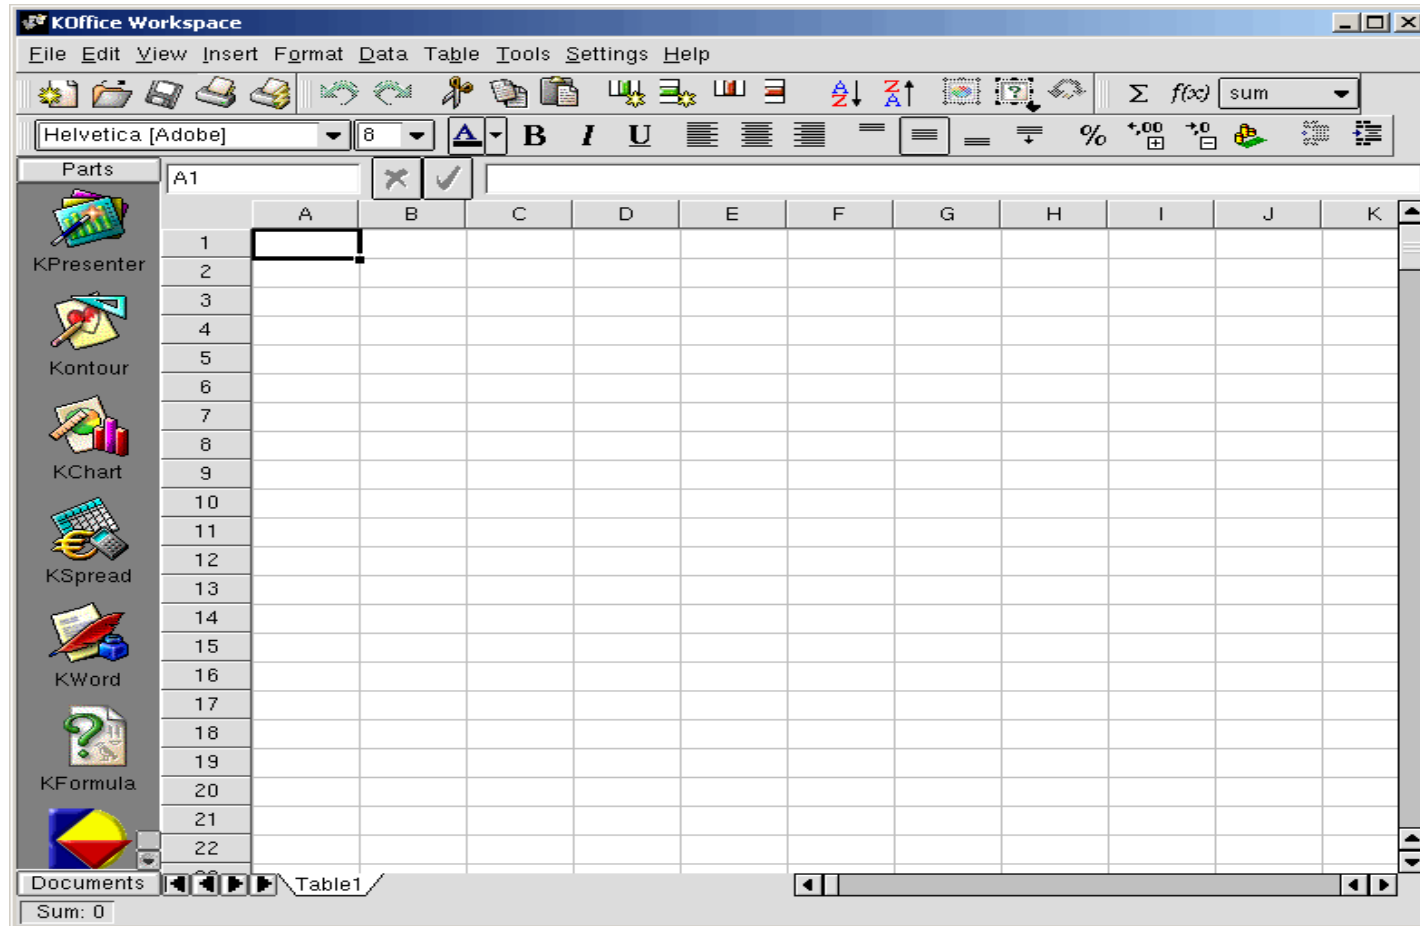 KOffice Workspace
File Edit View Insert Format Data Table Tools Settings Help
Σ f(x) sum
Helvetica [Adobe] 8 A B I U % +,00 +,0
Parts A1
A B C D E F G H I J K
1
KPresenter
2
3
4
Kontour
5
6
7
8
KChart
9
10
11
12
KSpread
13
14
15
KWord
16
17
18
19
KFormula
20
21
22
Documents Table1
Sum: 0